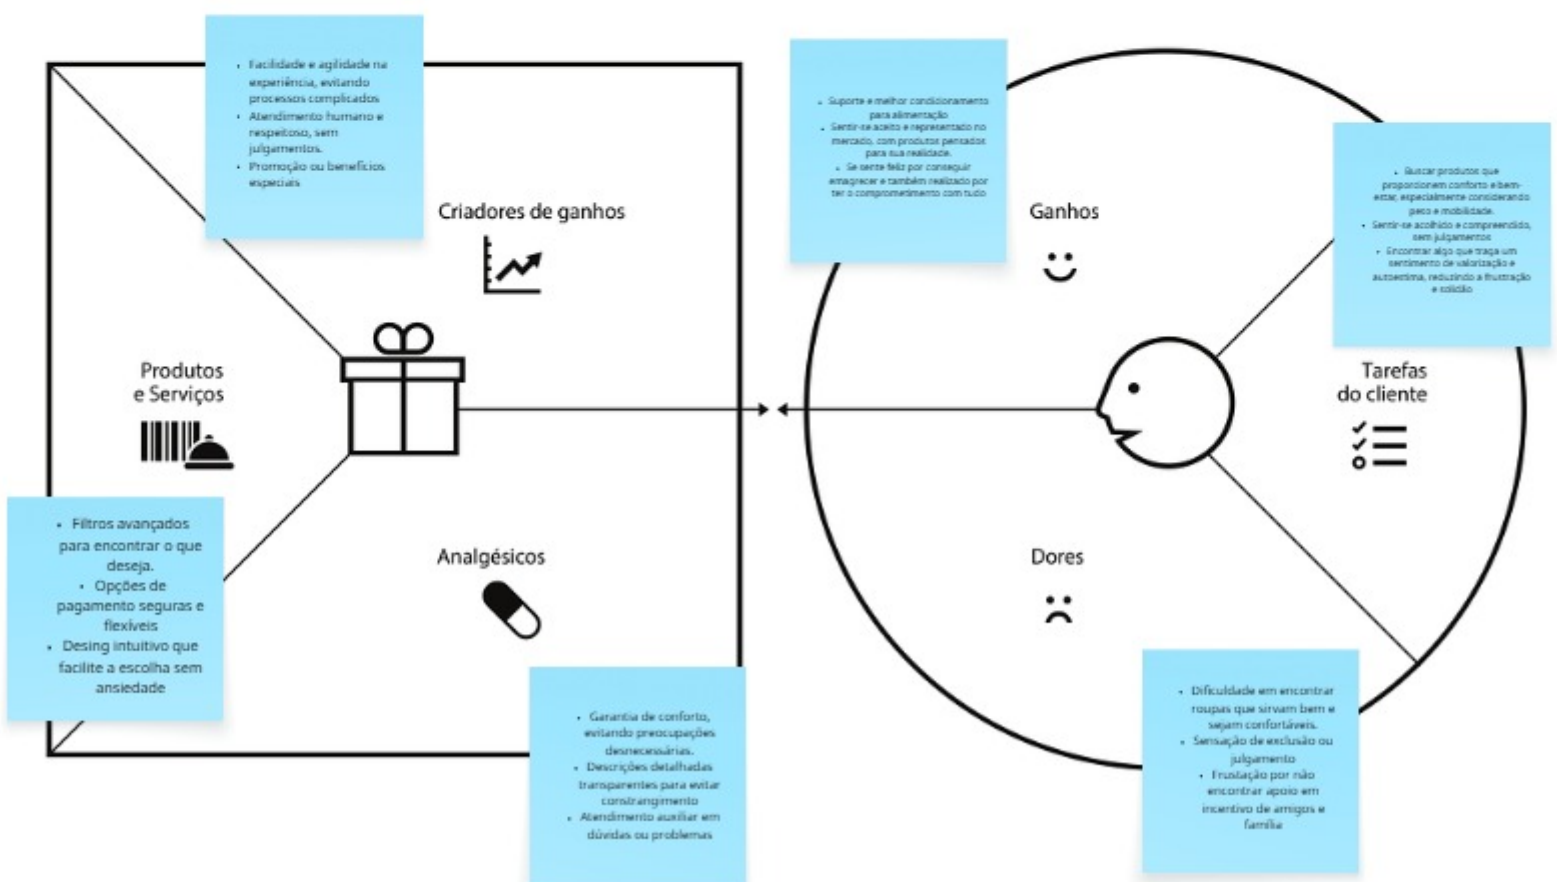 • Facilidade e agilidade na
experiência, evitando
processos complicados
• Atendimento humano e
respeitoso, sem
julgamentos.
• Promoção ou benefícios
especiais
Criadores de ganhos
Produtos
e Serviços
• Filtros avançados
para encontrar o que
deseja.
• Opções de
pagamento seguras e
flexíveis
• Desing intuitivo que
facilite a escolha sem
ansiedade
Analgésicos
• Garantia de conforto,
evitando preocupações
desnecessárias.
• Descrições detalhadas
transparentes para evitar
constrangimento
• Atendimento auxiliar em
dúvidas ou problemas
• Suporte e melhor condicionamento
para alimentação
• Sentir-se aceito e representado no
mercado, com produtos pensados
para sua realidade.
• Se sente feliz por conseguir
emagrecer e também realizado por
ter o comprometimento com tudo
Ganhos
• Buscar produtos que
proporcionem conforto e bem-
estar, especialmente considerando
peso e mobilidade.
• Sentir-se acolhido e compreendido,
sem julgamentos
• Encontrar algo que traga um
sentimento de valorização e
autoestima, reduzindo a frustração
e solidão
Tarefas
do cliente
Dores
• Dificuldade em encontrar
roupas que sirvam bem e
sejam confortáveis.
• Sensação de exclusão ou
julgamento
• Frustação por não
encontrar apoio em
incentivo de amigos e
família